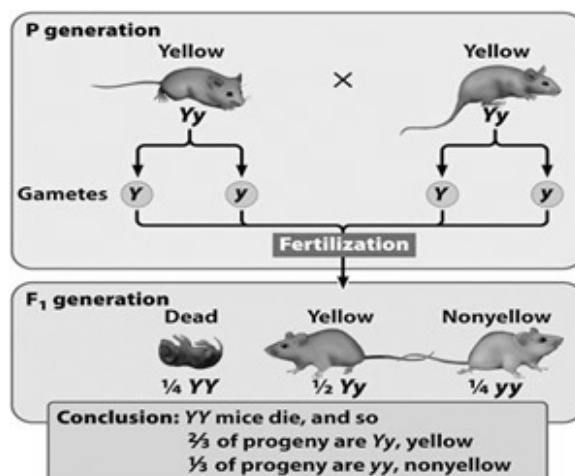 P generation
Yellow Yellow
×
Yy Yy
Gametes Y y Y y
Fertilization
F₁ generation
Dead Yellow Nonyellow
¼ YY ½ Yy ¼ yy
Conclusion: YY mice die, and so
⅔ of progeny are Yy, yellow
⅓ of progeny are yy, nonyellow